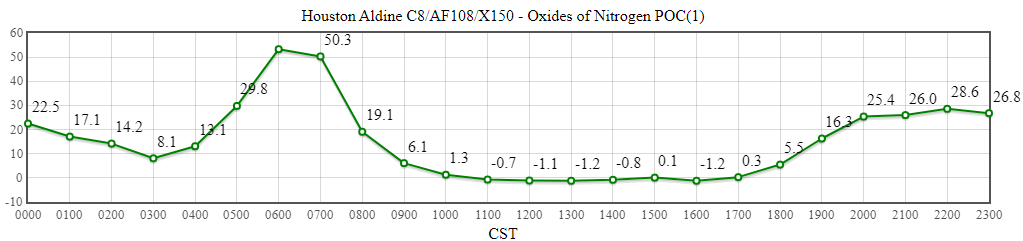 Houston Aldine C8/AF108/X150 - Oxides of Nitrogen POC(1)
60
50
40
30
20
10
0
-10
22.5 17.1 14.2 8.1 13.1 29.8 50.3 19.1 6.1 1.3 -0.7 -1.1 -1.2 -0.8 0.1 -1.2 0.3 5.5 16.3 25.4 26.0 28.6 26.8
0000 0100 0200 0300 0400 0500 0600 0700 0800 0900 1000 1100 1200 1300 1400 1500 1600 1700 1800 1900 2000 2100 2200 2300
CST